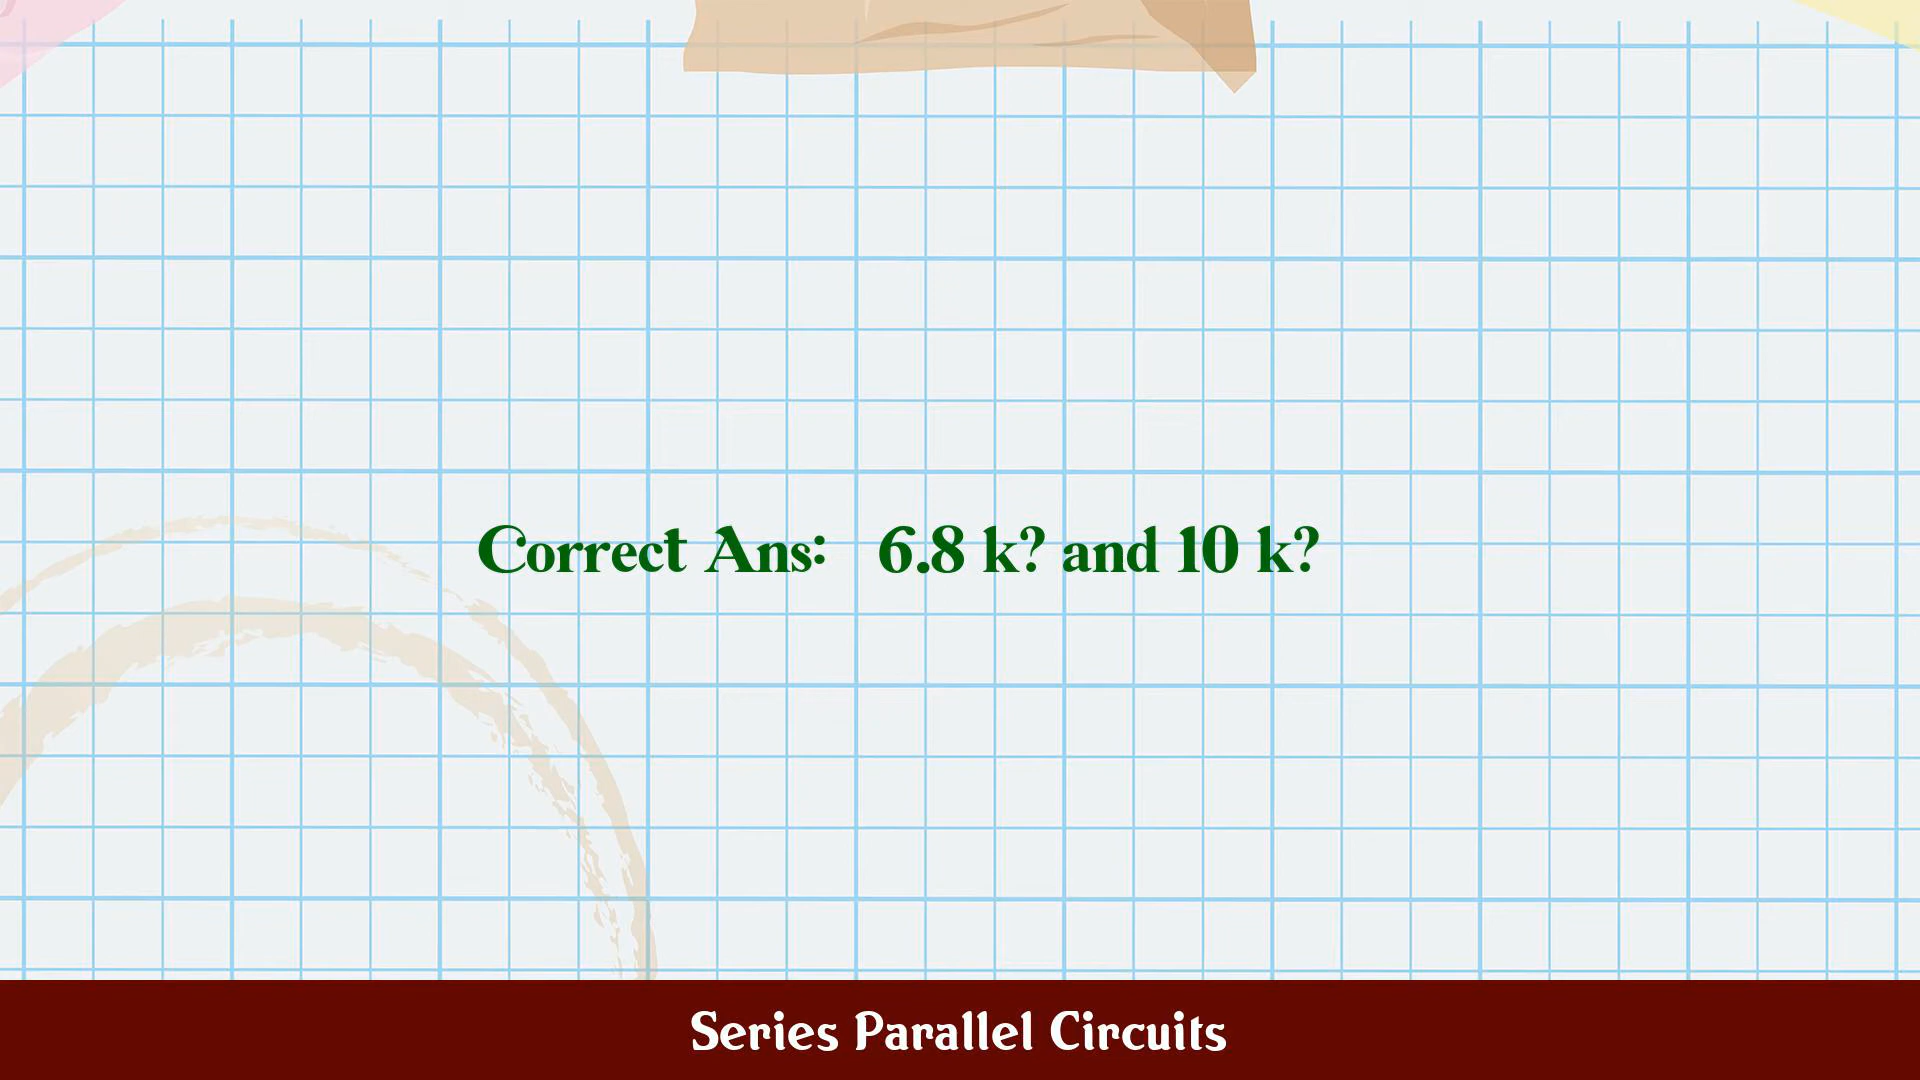 Correct Ans: 6.8 k? and 10 k?
Series Parallel Circuits